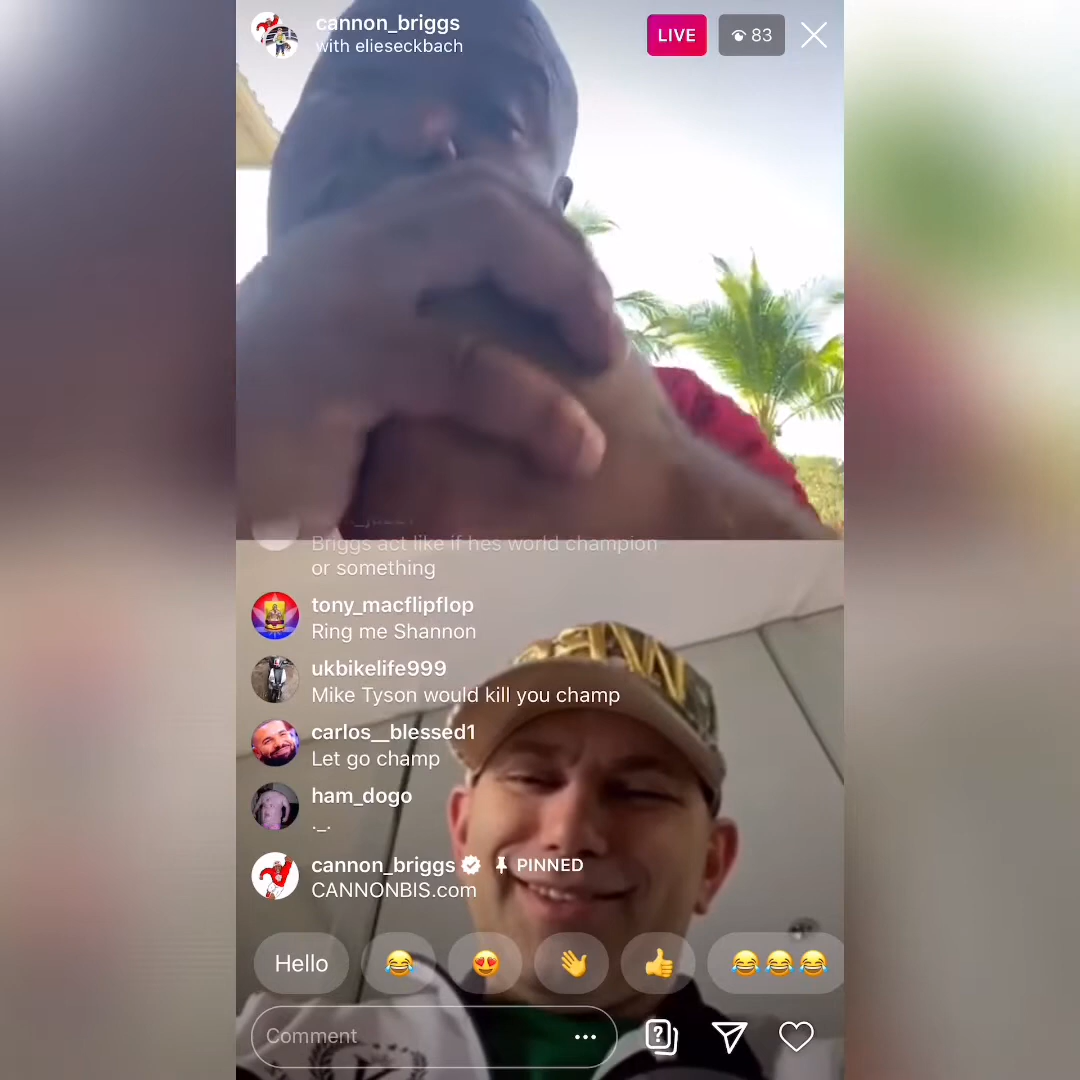 cannon_briggs
with elieseckbach
LIVE
83
Briggs act like if hes world champion
or something
tony_macflipflop
Ring me Shannon
ukbikelife999
Mike Tyson would kill you champ
carlos__blessed1
Let go champ
ham_dogo
._.
cannon_briggs PINNED
CANNONBIS.com
Hello
Comment